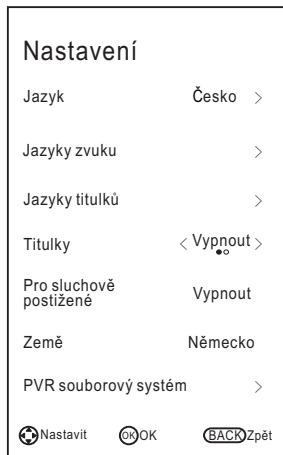 Nastavení
Jazyk Česko >
Jazyky zvuku >
Jazyky titulků >
Titulky < Vypnout >
Pro sluchově
postižené Vypnout
Země Německo
PVR souborový systém >
Nastavit OK OK BACK Zpět